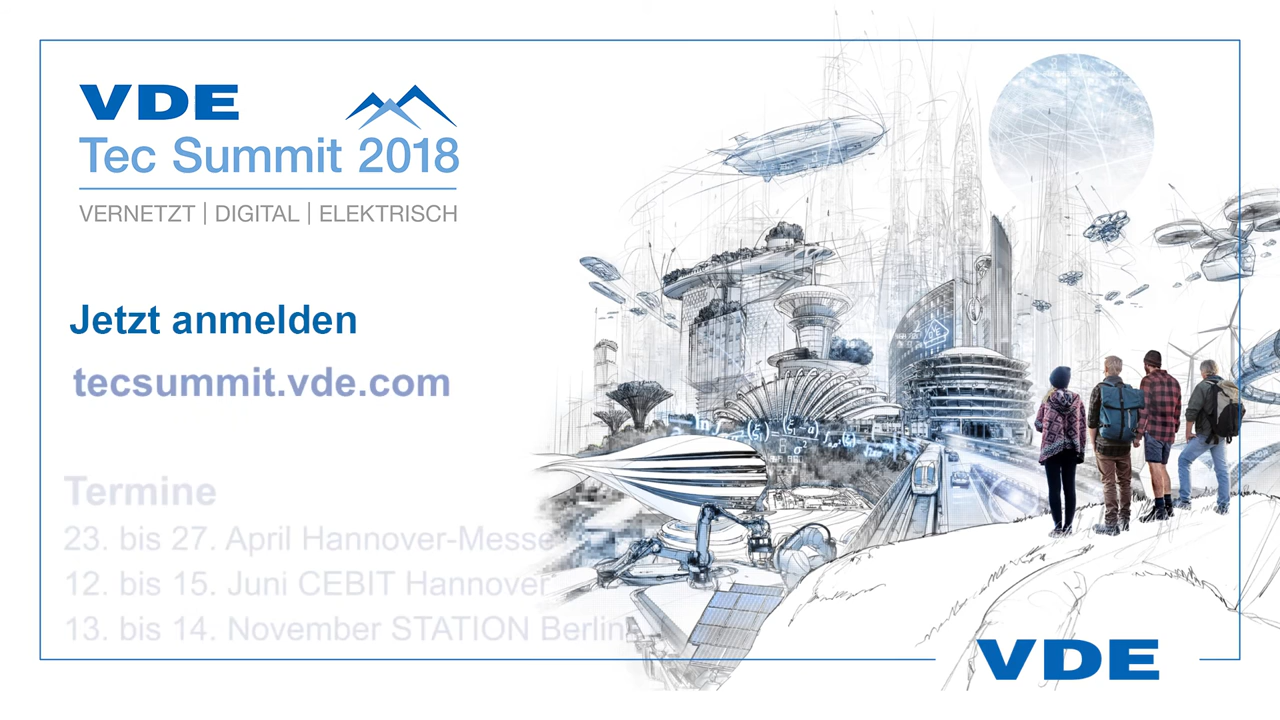 VDE
Tec Summit 2018
VERNETZT | DIGITAL | ELEKTRISCH
Jetzt anmelden
tecsummit.vde.com
Termine
23. bis 27. April Hannover-Messe
12. bis 15. Juni CEBIT Hannover
13. bis 14. November STATION Berlin
VDE